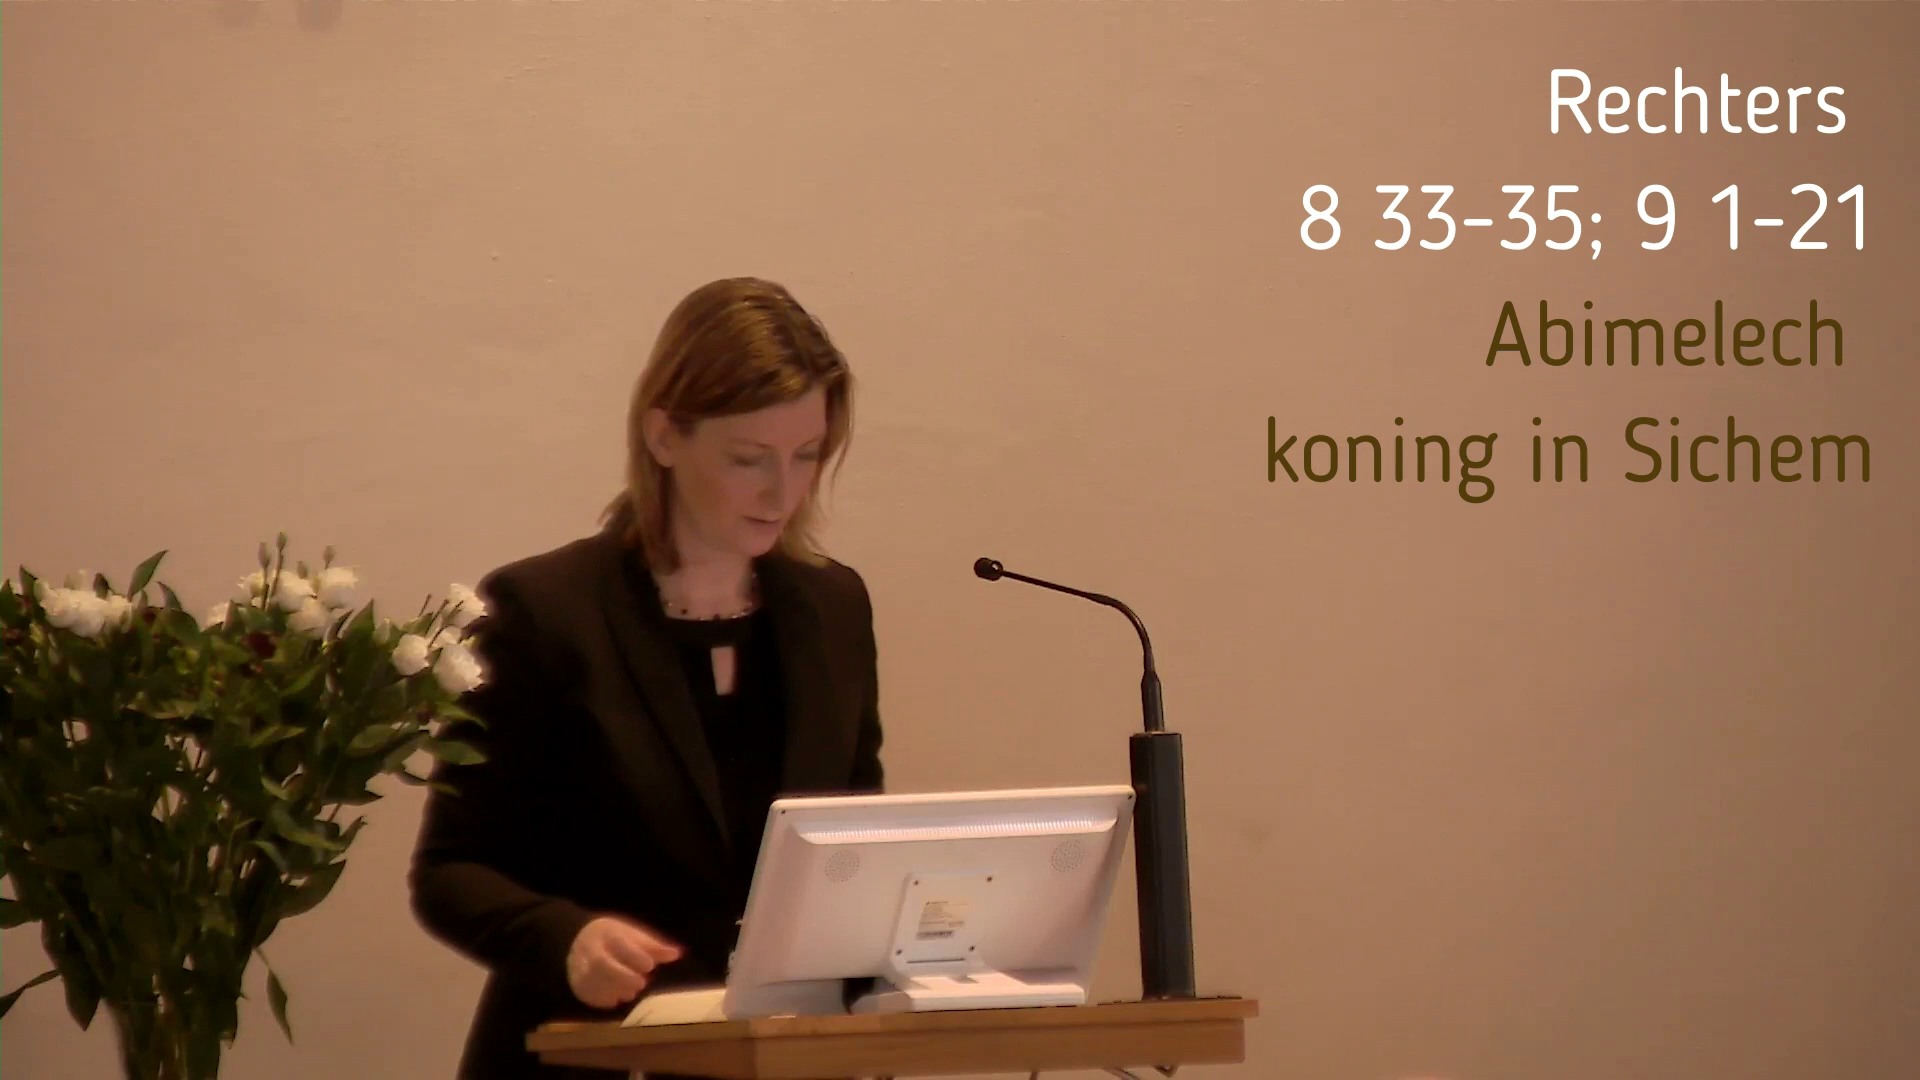 Rechters
8 33-35; 9 1-21
Abimelech
koning in Sichem